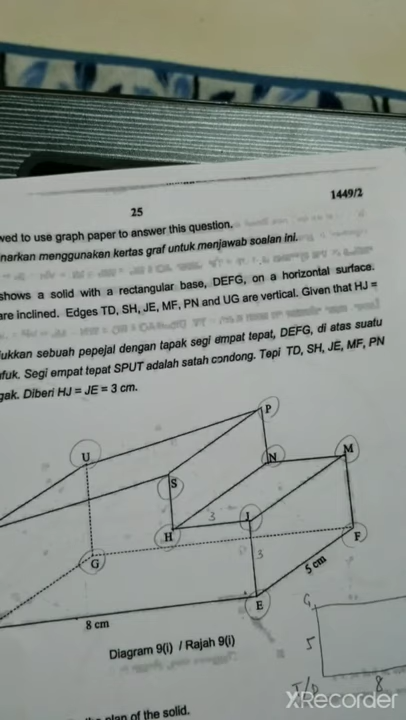 25
1449/2
wed to use graph paper to answer this question.
narkan menggunakan kertas graf untuk menjawab soalan ini.
shows a solid with a rectangular base, DEFG, on a horizontal surface.
are inclined. Edges TD, SH, JE, MF, PN and UG are vertical. Given that HJ =
jukkan sebuah pepejal dengan tapak segi empat tepat, DEFG, di atas suatu
fuk. Segi empat tepat SPUT adalah satah condong. Tepi TD, SH, JE, MF, PN
gak. Diberi HJ = JE = 3 cm.
P
U
N
M
S
3
J
H
G
3
F
5 cm
E
8 cm
G
5
T/D
8
Diagram 9(i) / Rajah 9(i)
the plan of the solid.
XRecorder